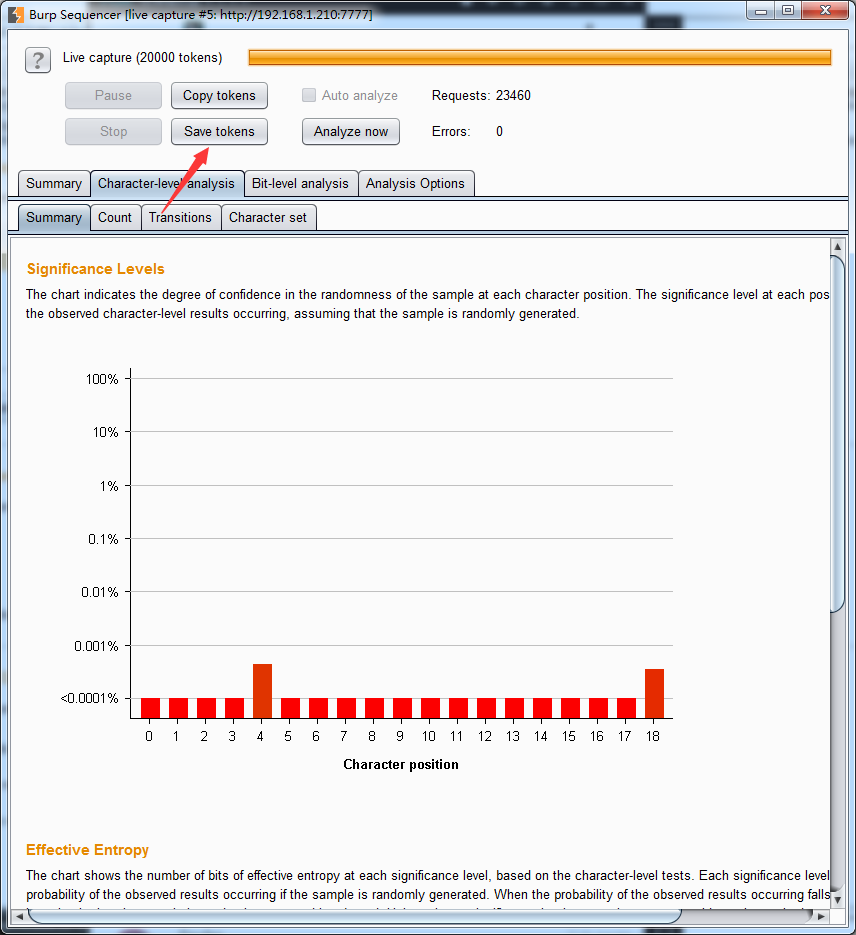 Burp Sequencer [live capture #5: http://192.168.1.210:7777]
? Live capture (20000 tokens)
Pause Copy tokens Auto analyze Requests: 23460
Stop Save tokens Analyze now Errors: 0
Summary Character-level analysis Bit-level analysis Analysis Options
Summary Count Transitions Character set
Significance Levels
The chart indicates the degree of confidence in the randomness of the sample at each character position. The significance level at each pos
the observed character-level results occurring, assuming that the sample is randomly generated.
100%
10%
1%
0.1%
0.01%
0.001%
<0.0001%
0 1 2 3 4 5 6 7 8 9 10 11 12 13 14 15 16 17 18
Character position
Effective Entropy
The chart shows the number of bits of effective entropy at each significance level, based on the character-level tests. Each significance level
probability of the observed results occurring if the sample is randomly generated. When the probability of the observed results occurring falls